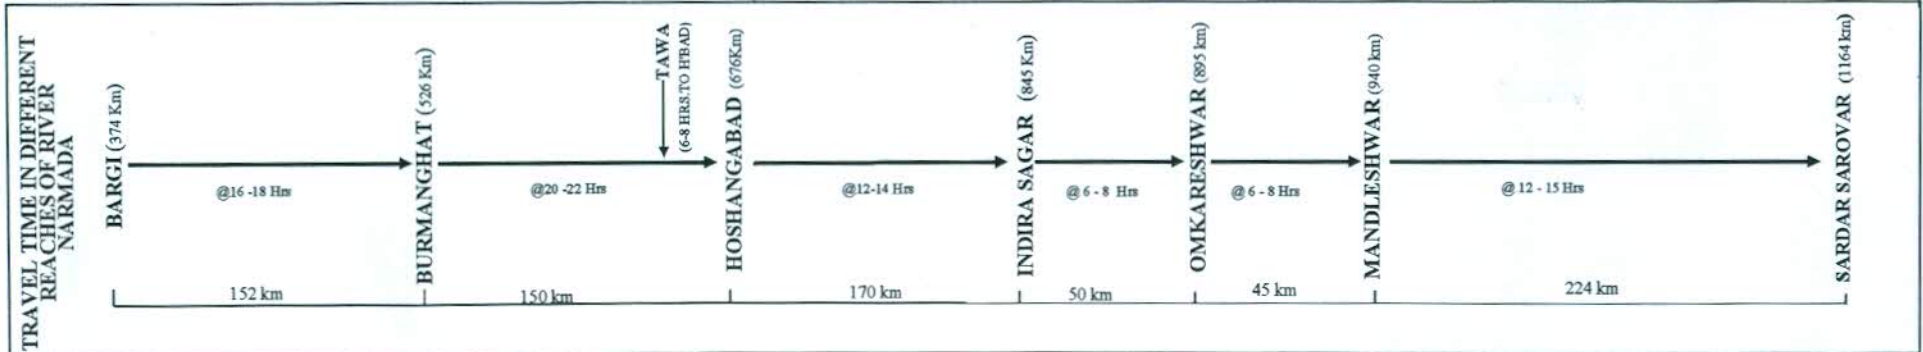 TRAVEL TIME IN DIFFERENT
REACHES OF RIVER
NARMADA
BARGI (374 Km)
@16 -18 Hrs
BURMANGHAT (526 Km)
@20 -22 Hrs
TAWA
(6-8 HRS.TO H'BAD)
HOSHANGABAD (676Km)
@12-14 Hrs
INDIRA SAGAR (845 Km)
@ 6 - 8 Hrs
OMKARESHWAR (895 km)
@ 6 - 8 Hrs
MANDLESHWAR (940 km)
@ 12 - 15 Hrs
SARDAR SAROVAR (1164 km)
152 km
150 km
170 km
50 km
45 km
224 km